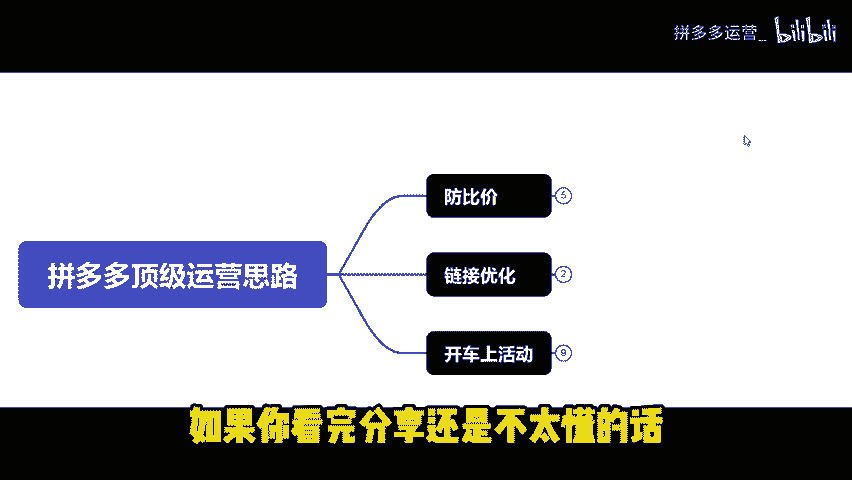 拼多多运营_ bilibili
防比价 5
拼多多顶级运营思路
链接优化 2
开车上活动 9
如果你看完分享还是不太懂的话